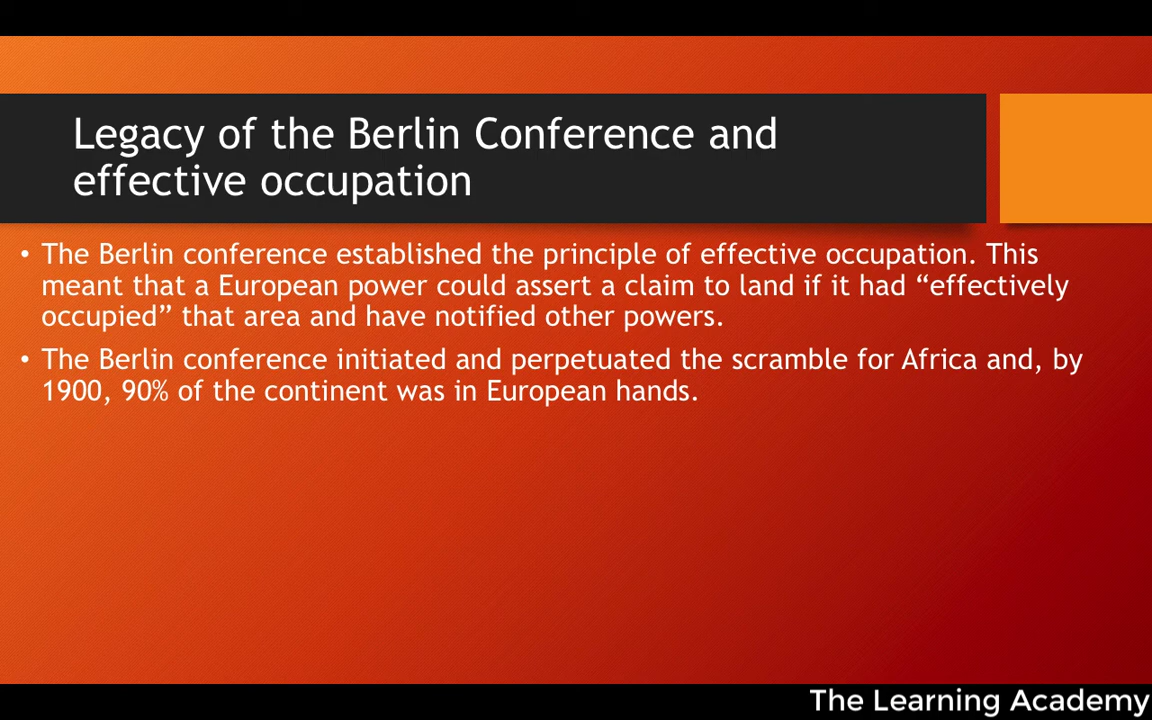 Legacy of the Berlin Conference and
effective occupation
• The Berlin conference established the principle of effective occupation. This
meant that a European power could assert a claim to land if it had “effectively
occupied” that area and have notified other powers.
• The Berlin conference initiated and perpetuated the scramble for Africa and, by
1900, 90% of the continent was in European hands.
The Learning Academy